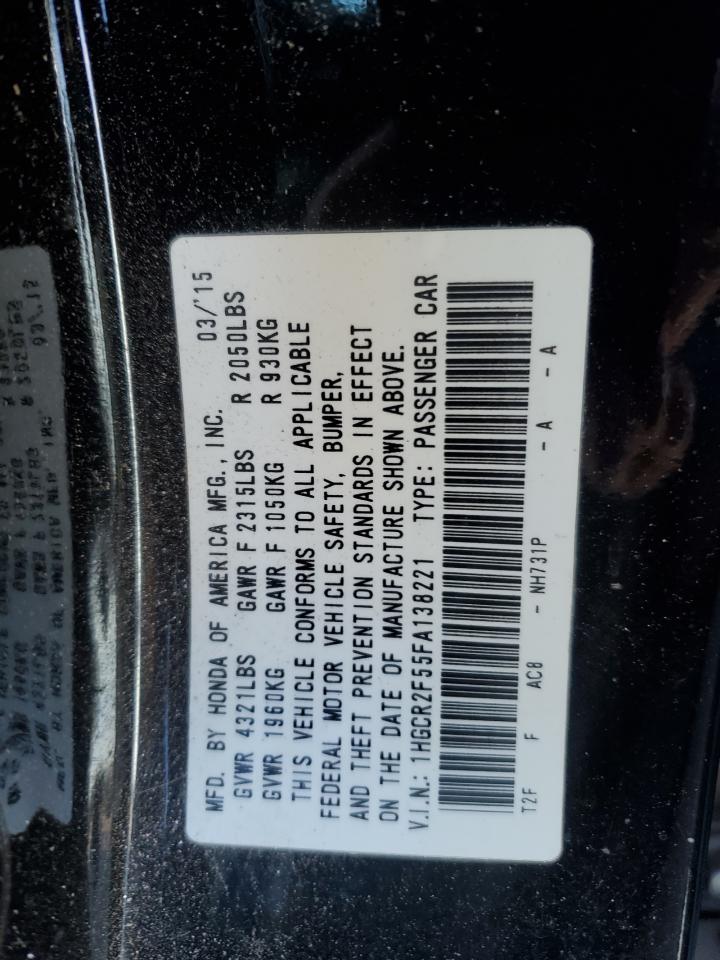 MFD. BY HONDA OF AMERICA MFG., INC. 03/'15
GVWR 4321LBS GAWR F 2315LBS R 2050LBS
GVWR 1960KG GAWR F 1050KG R 930KG
THIS VEHICLE CONFORMS TO ALL APPLICABLE
FEDERAL MOTOR VEHICLE SAFETY, BUMPER,
AND THEFT PREVENTION STANDARDS IN EFFECT
ON THE DATE OF MANUFACTURE SHOWN ABOVE.
V.I.N.: 1HGCR2F55FA138221 TYPE: PASSENGER CAR
T2F F AC8 - NH731P - A - A